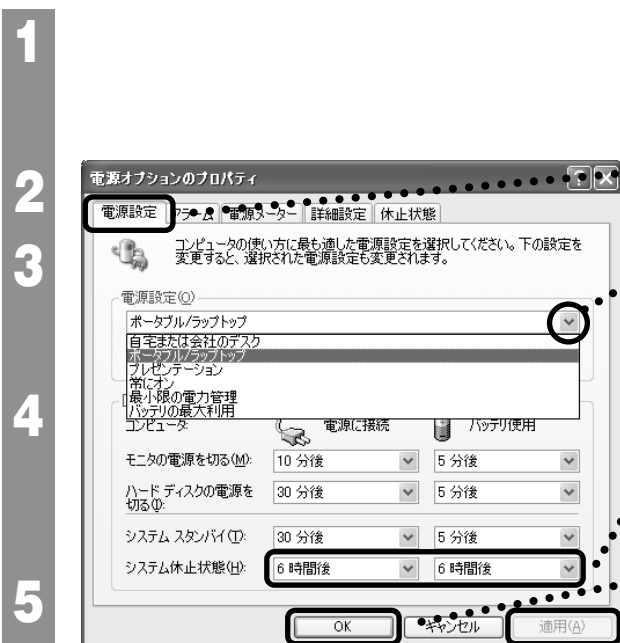 1
2
3
4
5
電源オプションのプロパティ
電源設定 アラーム 電源メーター 詳細設定 休止状態
コンピュータの使い方に最も適した電源設定を選択してください。下の設定を
変更すると、選択された電源設定も変更されます。
電源設定(O)
ポータブル/ラップトップ
自宅または会社のデスク
ポータブル/ラップトップ
プレゼンテーション
常にオン
最小限の電力管理
バッテリの最大利用
コンピュータ: 電源に接続 バッテリ使用
モニタの電源を切る(M): 10 分後 5 分後
ハード ディスクの電源を
切る(I): 30 分後 5 分後
システム スタンバイ(T): 30 分後 5 分後
システム休止状態(H): 6 時間後 6 時間後
OK キャンセル 適用(A)